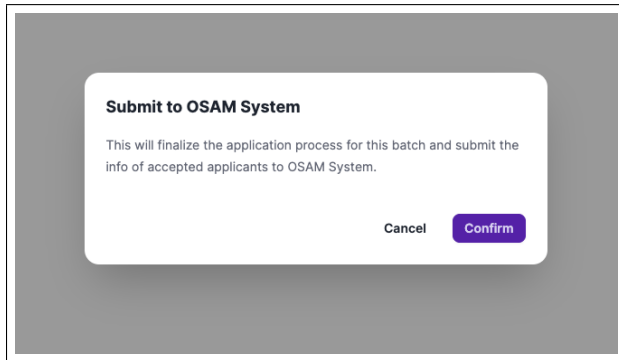 Submit to OSAM System
This will finalize the application process for this batch and submit the
info of accepted applicants to OSAM System.
Cancel
Confirm